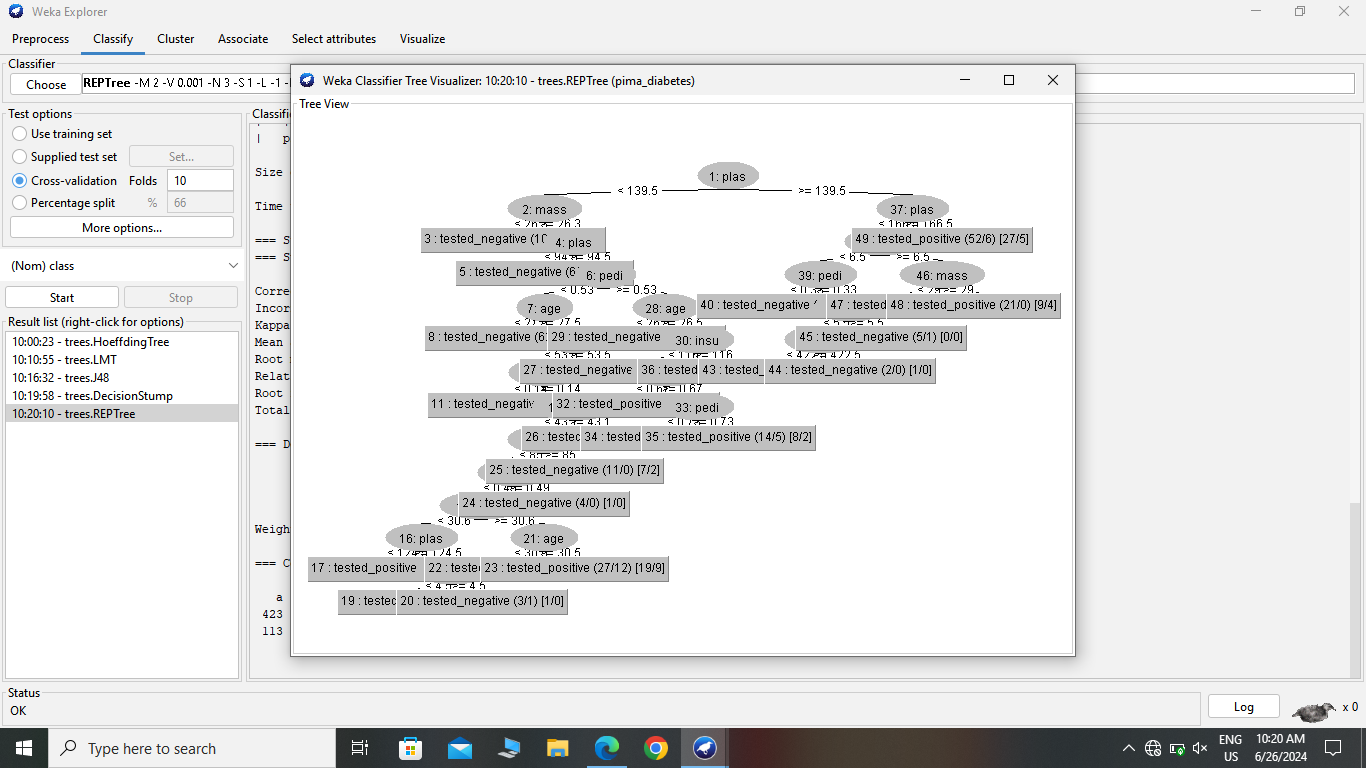 Weka Explorer
Preprocess Classify Cluster Associate Select attributes Visualize
Classifier
Choose REPTree -M 2 -V 0.001 -N 3 -S 1 -L -1
Test options
Use training set
Supplied test set Set...
Cross-validation Folds 10
Percentage split % 66
More options...
(Nom) class
Start Stop
Result list (right-click for options)
10:00:23 - trees.HoeffdingTree
10:10:55 - trees.LMT
10:16:32 - trees.J48
10:19:58 - trees.DecisionStump
10:20:10 - trees.REPTree
Classifi
| p
Size
Time
=== S
=== S
Corre
Incor
Kappa
Mean
Root
Relat
Root
Total
=== D
Weigh
=== C
a
423
113
Weka Classifier Tree Visualizer: 10:20:10 - trees.REPTree (pima_diabetes)
Tree View
1: plas
< 139.5 >= 139.5
2: mass 37: plas
3 : tested_negative (10 4: plas 49 : tested_positive (52/6) [27/5]
< 6.5 >= 6.5
5 : tested_negative (6 6: pedi 39: pedi 46: mass
< 0.53 >= 0.53
7: age 28: age 40 : tested_negative 47 : tested 48 : tested_positive (21/0) [9/4]
8 : tested_negative (6 29 : tested_negative 30: insu 45 : tested_negative (5/1) [0/0]
27 : tested_negative 36 : tested 43 : tested_ 44 : tested_negative (2/0) [1/0]
11 : tested_negativ 32 : tested_positive 33: pedi
26 : tested 34 : tested 35 : tested_positive (14/5) [8/2]
25 : tested_negative (11/0) [7/2]
24 : tested_negative (4/0) [1/0]
< 30.6 >= 30.6
16: plas 21: age
17 : tested_positive 22 : teste 23 : tested_positive (27/12) [19/9]
19 : tested 20 : tested_negative (3/1) [1/0]
Status
OK
Log x 0
Type here to search
ENG
US
10:20 AM
6/26/2024